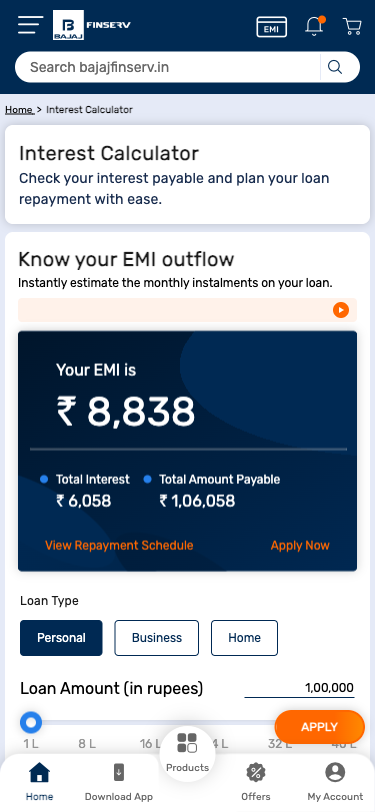 B
BAJAJ
FINSERV
EMI
Search bajajfinserv.in
Home > Interest Calculator
Interest Calculator
Check your interest payable and plan your loan
repayment with ease.
Know your EMI outflow
Instantly estimate the monthly instalments on your loan.
Your EMI is
₹ 8,838
Total Interest
₹ 6,058
Total Amount Payable
₹ 1,06,058
View Repayment Schedule
Apply Now
Loan Type
Personal
Business
Home
Loan Amount (in rupees)
1,00,000
APPLY
1 L
8 L
16 L
4 L
32 L
Home
Download App
Products
Offers
My Account